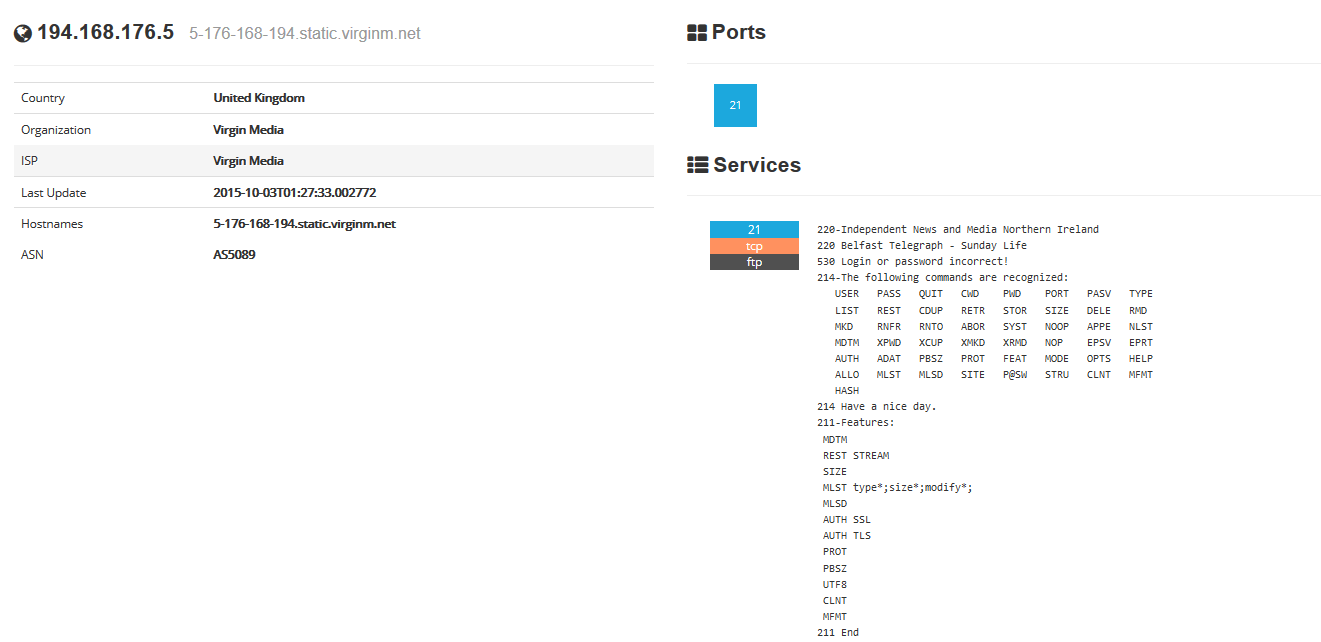 194.168.176.5 5-176-168-194.static.virginm.net
Country United Kingdom
Organization Virgin Media
ISP Virgin Media
Last Update 2015-10-03T01:27:33.002772
Hostnames 5-176-168-194.static.virginm.net
ASN AS5089
Ports
21
Services
21
tcp
ftp
220-Independent News and Media Northern Ireland
220 Belfast Telegraph - Sunday Life
530 Login or password incorrect!
214-The following commands are recognized:
USER PASS QUIT CWD PWD PORT PASV TYPE
LIST REST CDUP RETR STOR SIZE DELE RMD
MKD RNFR RNTO ABOR SYST NOOP APPE NLST
MDTM XPWD XCUP XMKD XRMD NOP EPSV EPRT
AUTH ADAT PBSZ PROT FEAT MODE OPTS HELP
ALLO MLST MLSD SITE P@SW STRU CLNT MFMT
HASH
214 Have a nice day.
211-Features:
MDTM
REST STREAM
SIZE
MLST type*;size*;modify*;
MLSD
AUTH SSL
AUTH TLS
PROT
PBSZ
UTF8
CLNT
MFMT
211 End